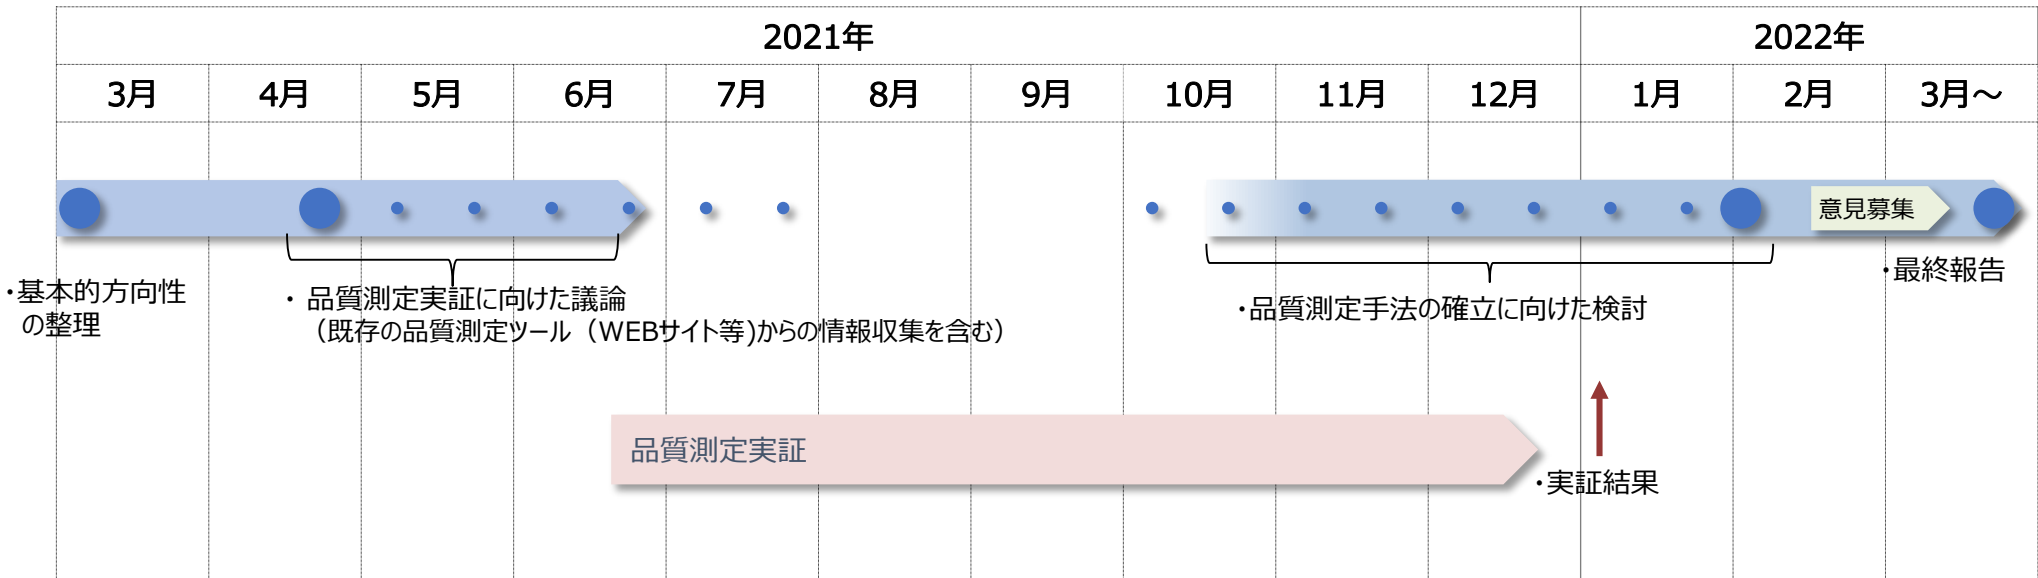 2021年 2022年
3月 4月 5月 6月 7月 8月 9月 10月 11月 12月 1月 2月 3月～
意見募集
・基本的方向性
の整理
・ 品質測定実証に向けた議論
（既存の品質測定ツール（WEBサイト等)からの情報収集を含む）
・品質測定手法の確立に向けた検討
・最終報告
品質測定実証
・実証結果